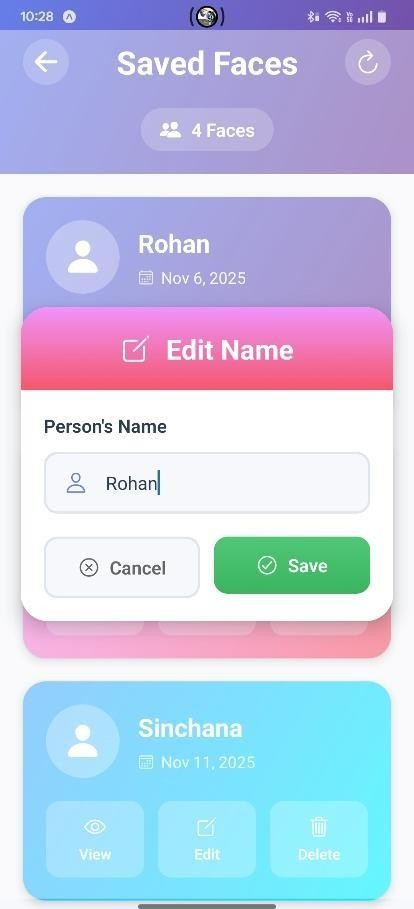 10:28
Saved Faces
4 Faces
Rohan
Nov 6, 2025
Edit Name
Person's Name
Rohan
Cancel
Save
Sinchana
Nov 11, 2025
View
Edit
Delete